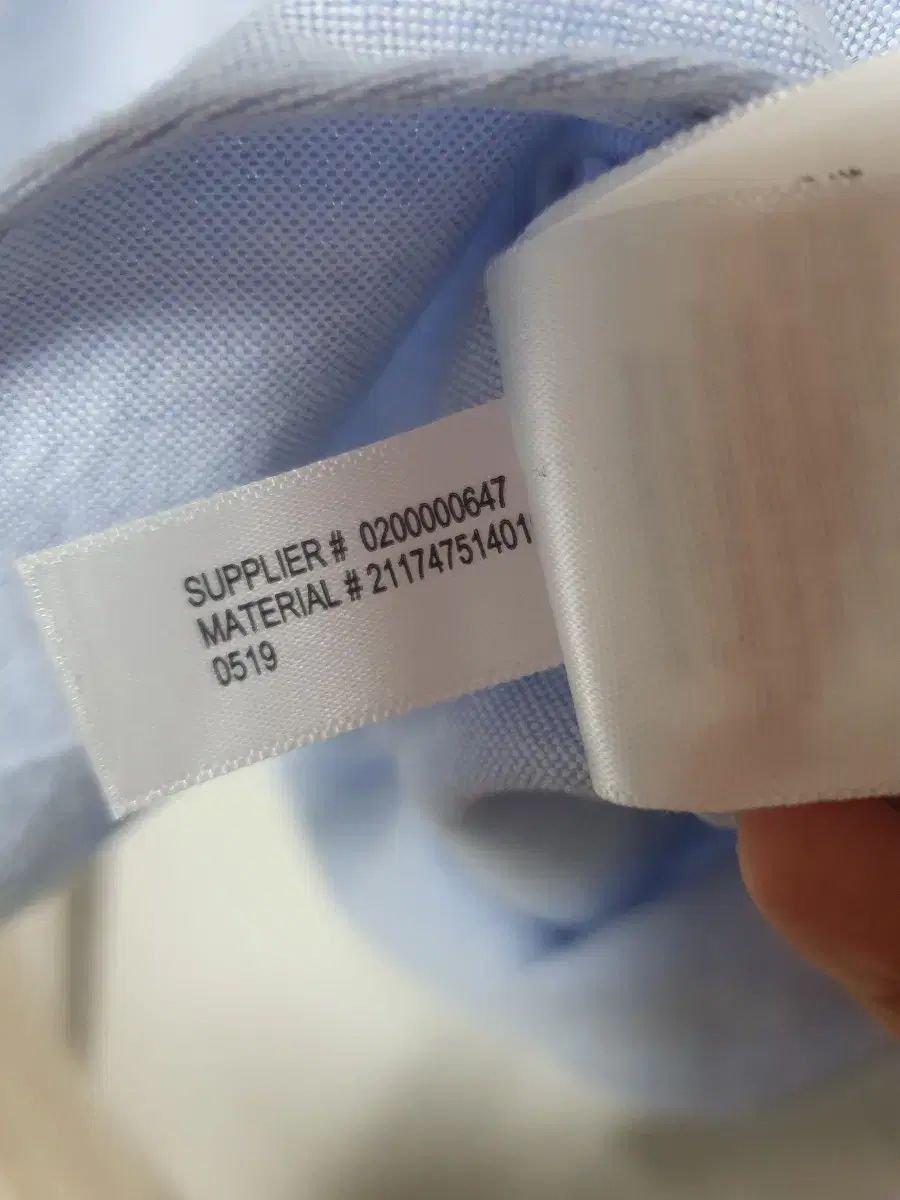 SUPPLIER # 0200000647
MATERIAL # 21174751401
0519